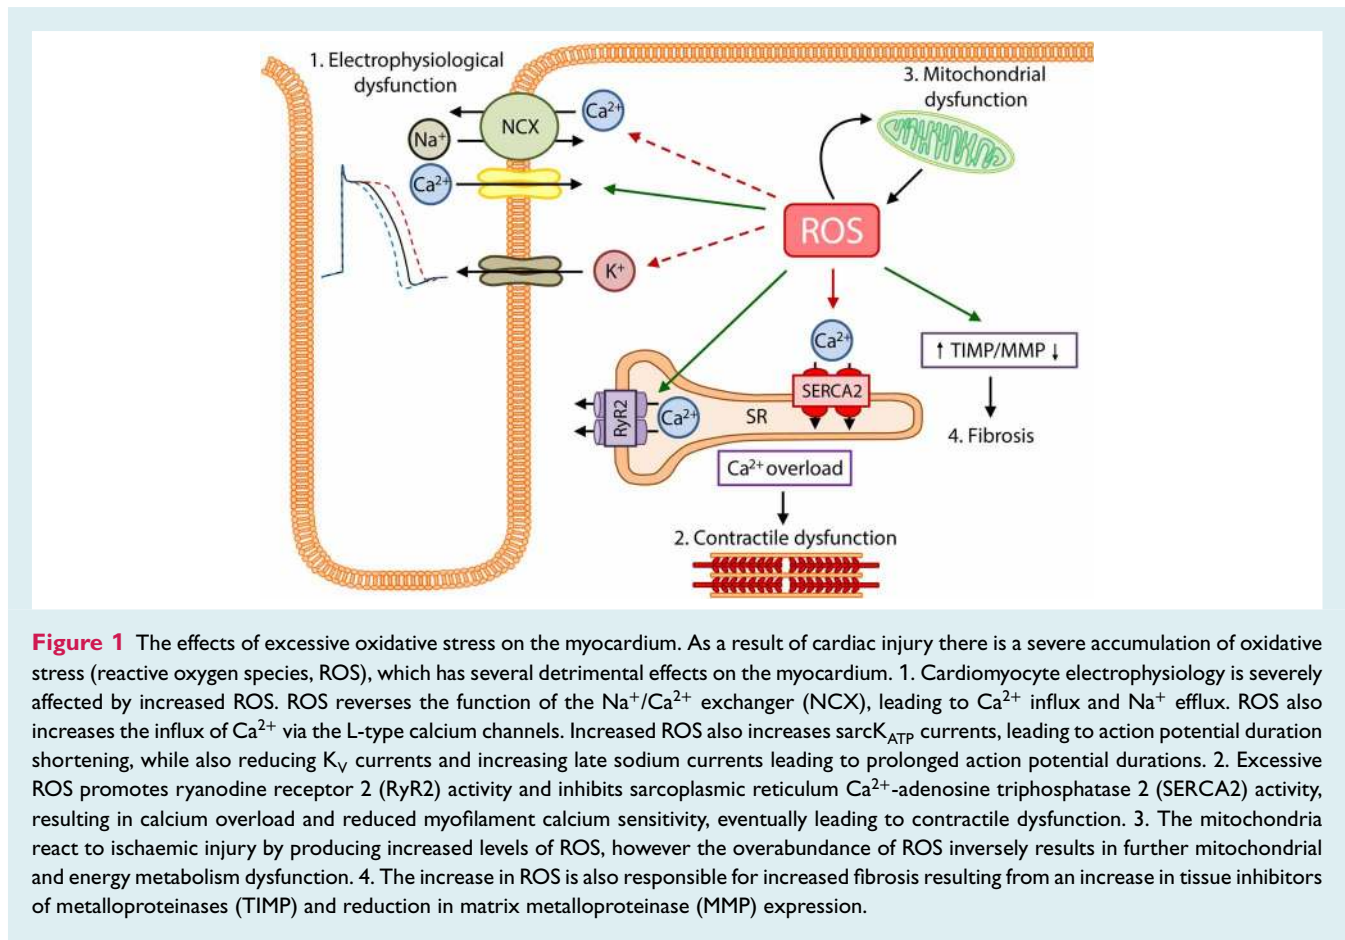 1. Electrophysiological
dysfunction
NCX
Ca²⁺
Na⁺
Ca²⁺
K⁺
3. Mitochondrial
dysfunction
ROS
Ca²⁺
SERCA2
↑ TIMP/MMP ↓
4. Fibrosis
RyR2
Ca²⁺
SR
Ca²⁺ overload
2. Contractile dysfunction
Figure 1 The effects of excessive oxidative stress on the myocardium. As a result of cardiac injury there is a severe accumulation of oxidative
stress (reactive oxygen species, ROS), which has several detrimental effects on the myocardium. 1. Cardiomyocyte electrophysiology is severely
affected by increased ROS. ROS reverses the function of the Na⁺/Ca²⁺ exchanger (NCX), leading to Ca²⁺ influx and Na⁺ efflux. ROS also
increases the influx of Ca²⁺ via the L-type calcium channels. Increased ROS also increases sarcK_ATP currents, leading to action potential duration
shortening, while also reducing K_V currents and increasing late sodium currents leading to prolonged action potential durations. 2. Excessive
ROS promotes ryanodine receptor 2 (RyR2) activity and inhibits sarcoplasmic reticulum Ca²⁺-adenosine triphosphatase 2 (SERCA2) activity,
resulting in calcium overload and reduced myofilament calcium sensitivity, eventually leading to contractile dysfunction. 3. The mitochondria
react to ischaemic injury by producing increased levels of ROS, however the overabundance of ROS inversely results in further mitochondrial
and energy metabolism dysfunction. 4. The increase in ROS is also responsible for increased fibrosis resulting from an increase in tissue inhibitors
of metalloproteinases (TIMP) and reduction in matrix metalloproteinase (MMP) expression.